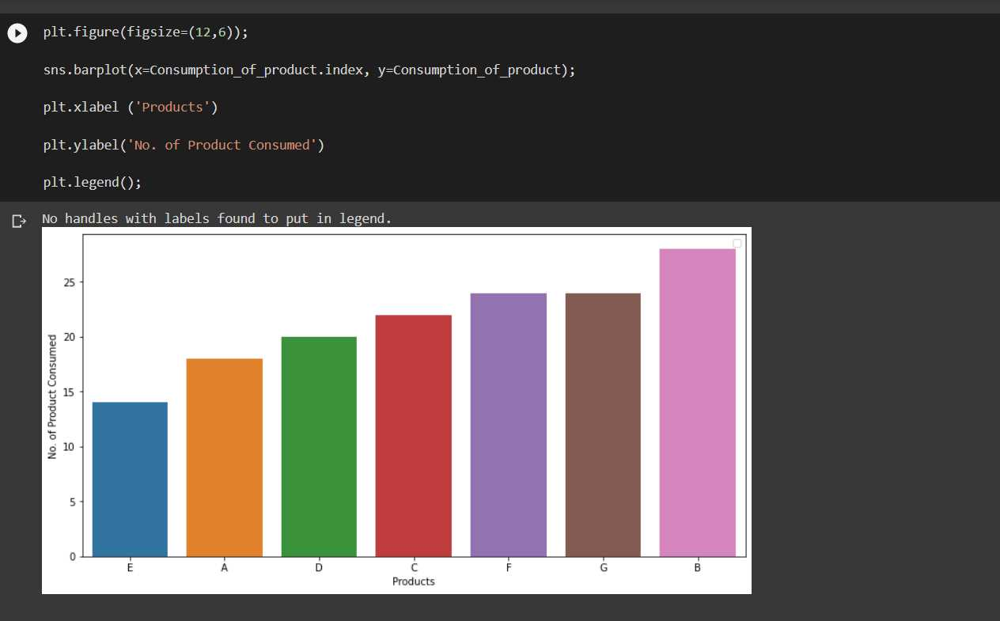 plt.figure(figsize=(12,6));
sns.barplot(x=Consumption_of_product.index, y=Consumption_of_product);
plt.xlabel ('Products')
plt.ylabel('No. of Product Consumed')
plt.legend();
No handles with labels found to put in legend.
25
20
15
10
5
0
No. of Product Consumed
E A D C F G B
Products